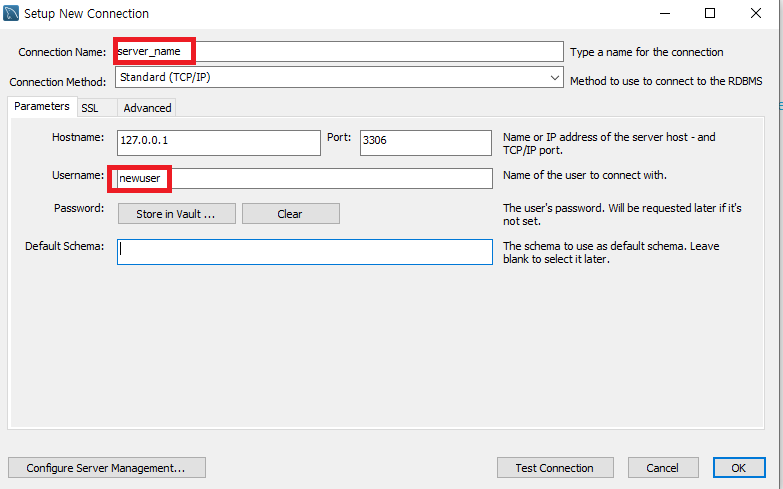 Setup New Connection
Connection Name: server_name Type a name for the connection
Connection Method: Standard (TCP/IP) Method to use to connect to the RDBMS
Parameters SSL Advanced
Hostname: 127.0.0.1 Port: 3306 Name or IP address of the server host - and
TCP/IP port.
Username: newuser Name of the user to connect with.
Password: Store in Vault ... Clear The user's password. Will be requested later if it's
not set.
Default Schema: The schema to use as default schema. Leave
blank to select it later.
Configure Server Management... Test Connection Cancel OK